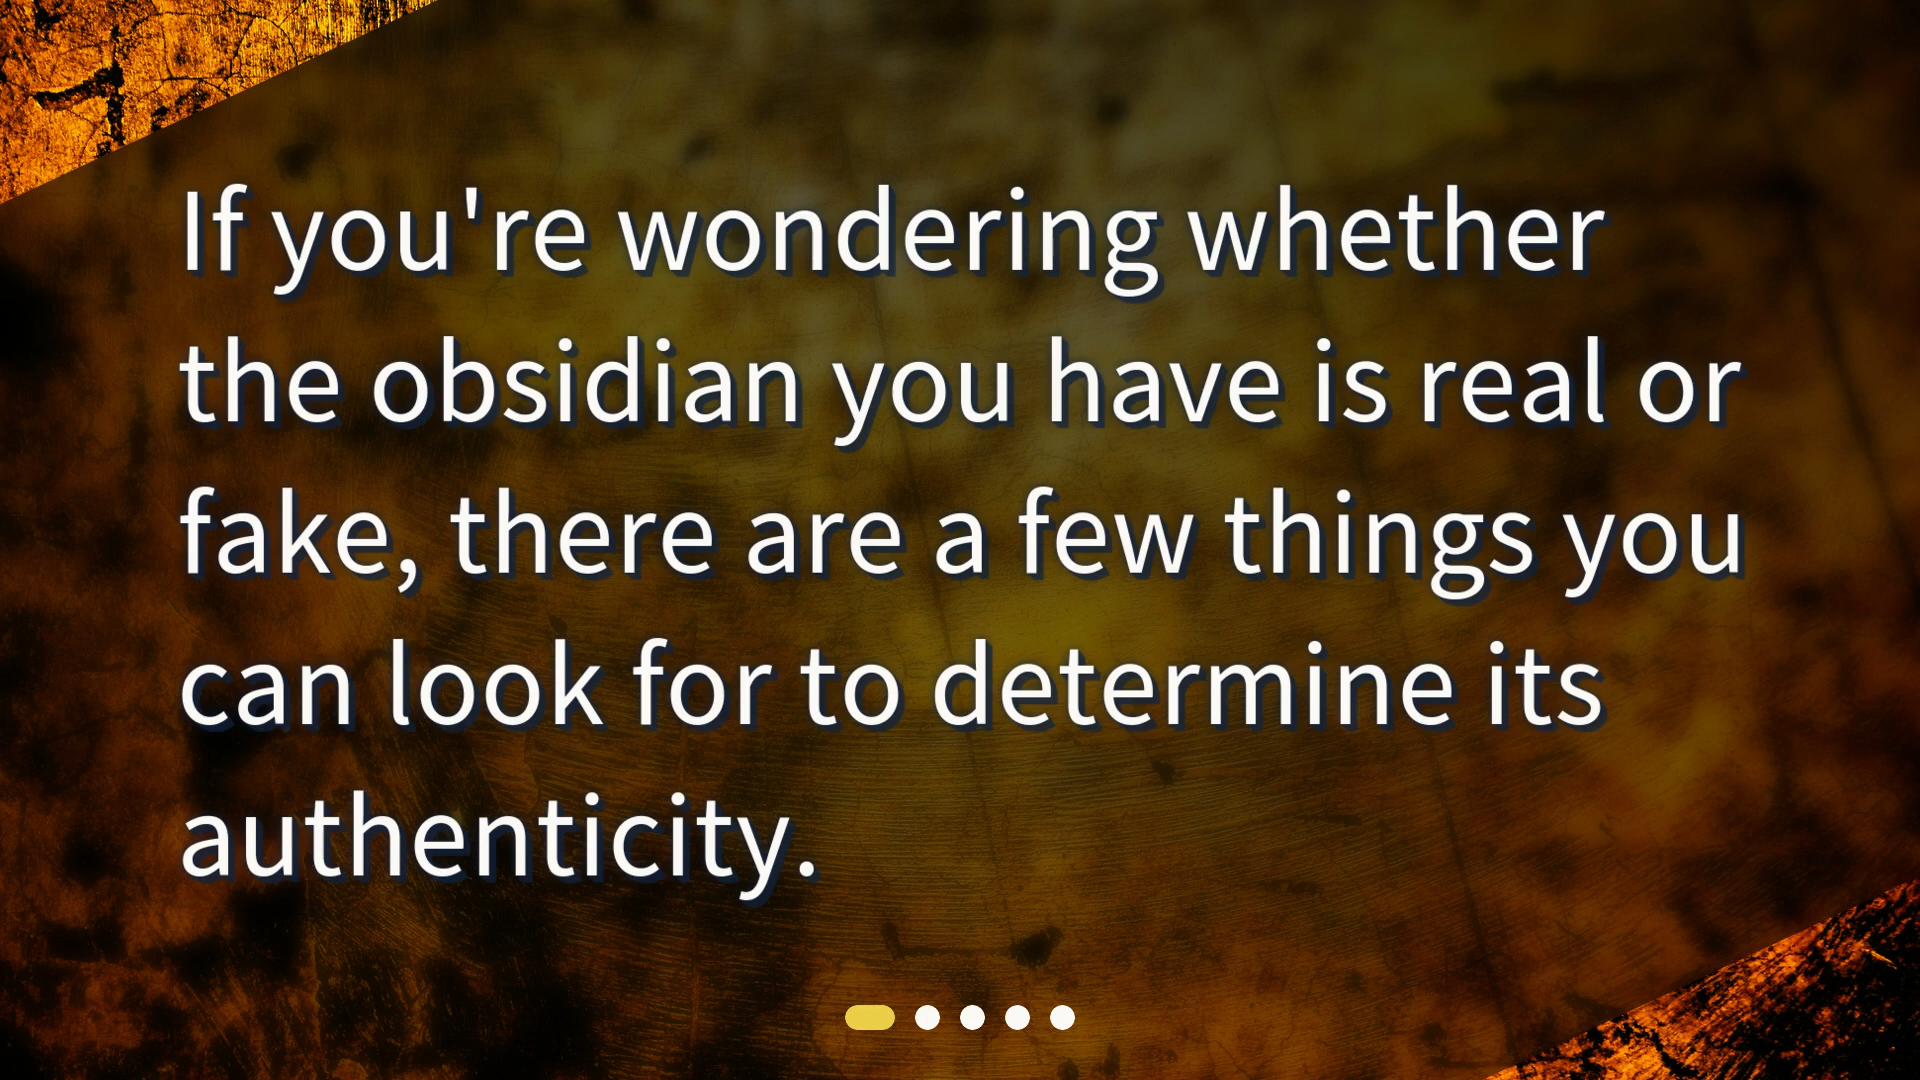 If you're wondering whether
the obsidian you have is real or
fake, there are a few things you
can look for to determine its
authenticity.